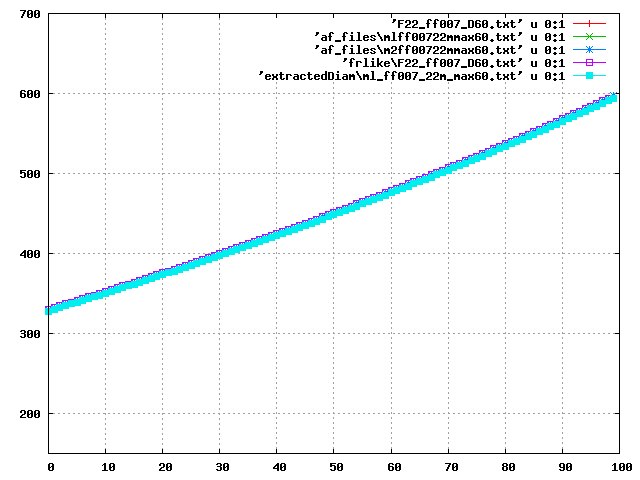 700
600
500
400
300
200
'F22_ff007_D60.txt' u 0:1
'af_files\mlff00722mmax60.txt' u 0:1
'af_files\m2ff00722mmax60.txt' u 0:1
'frlike\F22_ff007_D60.txt' u 0:1
'extractedDiam\ml_ff007_22m_max60.txt' u 0:1
0 10 20 30 40 50 60 70 80 90 100